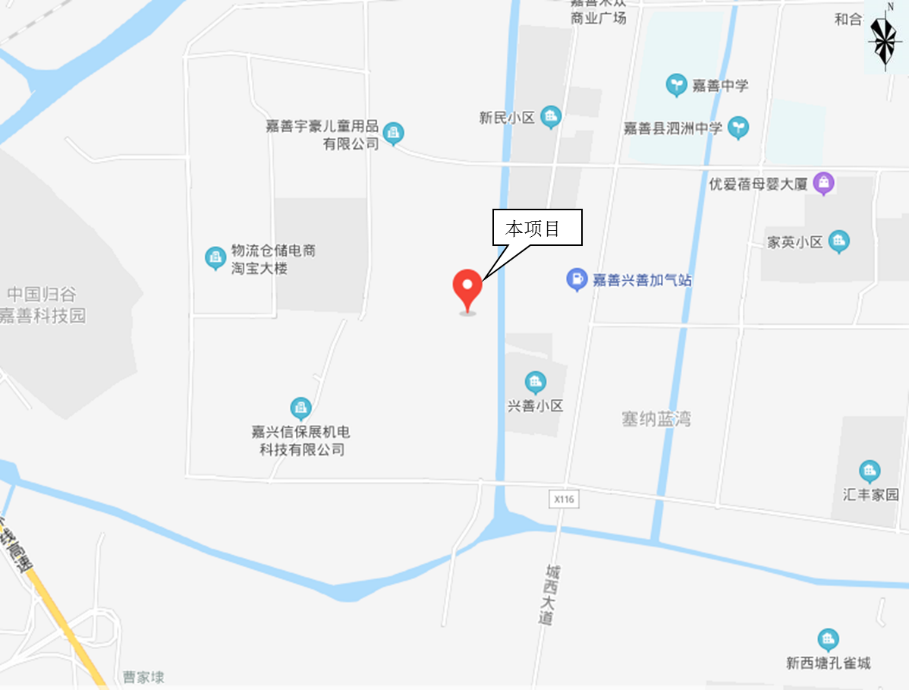 嘉善来欢
商业广场
和合
N
嘉善中学
新民小区
嘉善宇豪儿童用品
有限公司
嘉善县泗洲中学
优爱蓓母婴大厦
本项目
家英小区
物流仓储电商
淘宝大楼
嘉善兴善加气站
中国归谷
嘉善科技园
兴善小区
塞纳蓝湾
嘉兴信保展机电
科技有限公司
汇丰家园
X116
线高速
城西大道
新西塘孔雀城
曹家埭